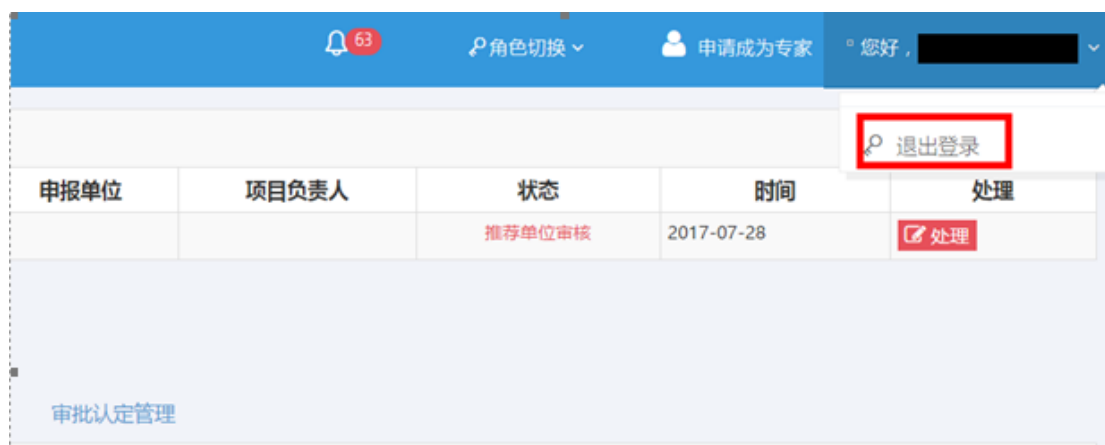 63 角色切换 申请成为专家 您好，
退出登录
申报单位 项目负责人 状态 时间 处理
推荐单位审核 2017-07-28 处理
审批认定管理